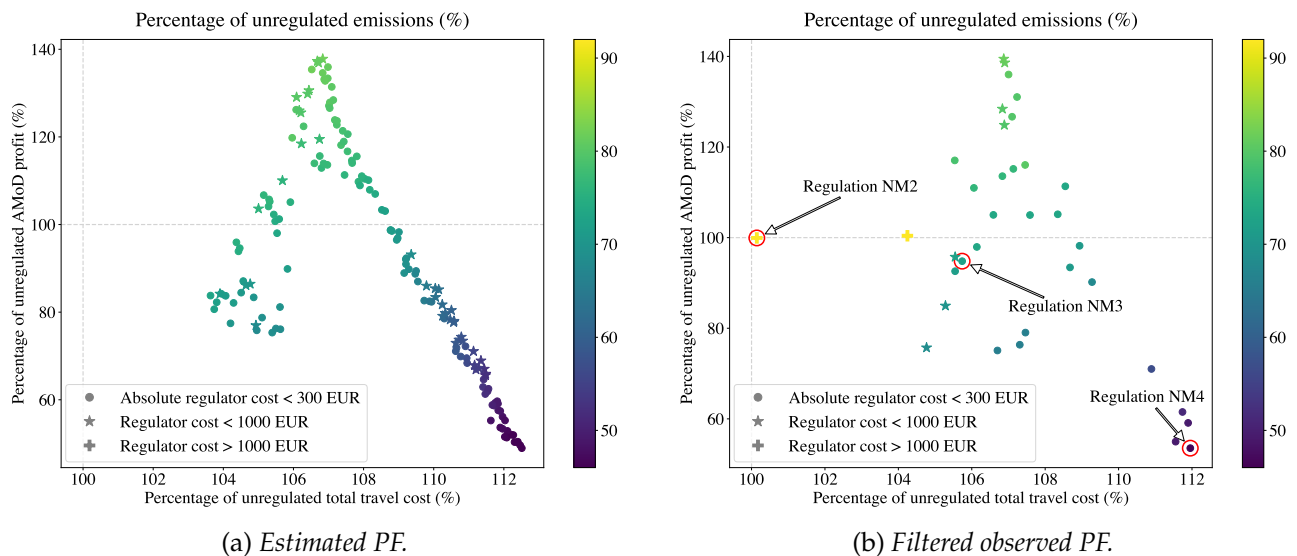 Percentage of unregulated emissions (%)
Percentage of unregulated AMoD profit (%)
140
120
100
80
60
Absolute regulator cost < 300 EUR
Regulator cost < 1000 EUR
Regulator cost > 1000 EUR
100 102 104 106 108 110 112
Percentage of unregulated total travel cost (%)
90
80
70
60
50
(a) Estimated PF.
Percentage of unregulated emissions (%)
Percentage of unregulated AMoD profit (%)
140
120
100
80
60
Regulation NM2
Regulation NM3
Regulation NM4
Absolute regulator cost < 300 EUR
Regulator cost < 1000 EUR
Regulator cost > 1000 EUR
100 102 104 106 108 110 112
Percentage of unregulated total travel cost (%)
90
80
70
60
50
(b) Filtered observed PF.